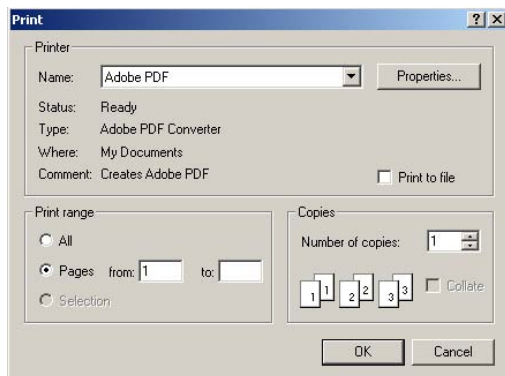 Print
Printer
Name: Adobe PDF Properties...
Status: Ready
Type: Adobe PDF Converter
Where: My Documents
Comment: Creates Adobe PDF Print to file
Print range
All
Pages from: 1 to:
Selection
Copies
Number of copies: 1
1 1 2 2 3 3 Collate
OK Cancel